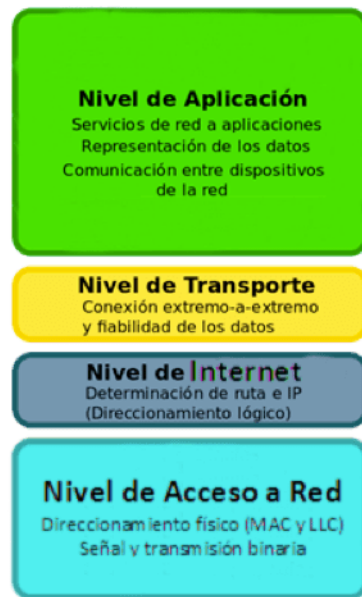 Nivel de Aplicación
Servicios de red a aplicaciones
Representación de los datos
Comunicación entre dispositivos
de la red
Nivel de Transporte
Conexión extremo-a-extremo
y fiabilidad de los datos
Nivel de Internet
Determinación de ruta e IP
(Direccionamiento lógico)
Nivel de Acceso a Red
Direccionamiento físico (MAC y LLC)
Señal y transmisión binaria